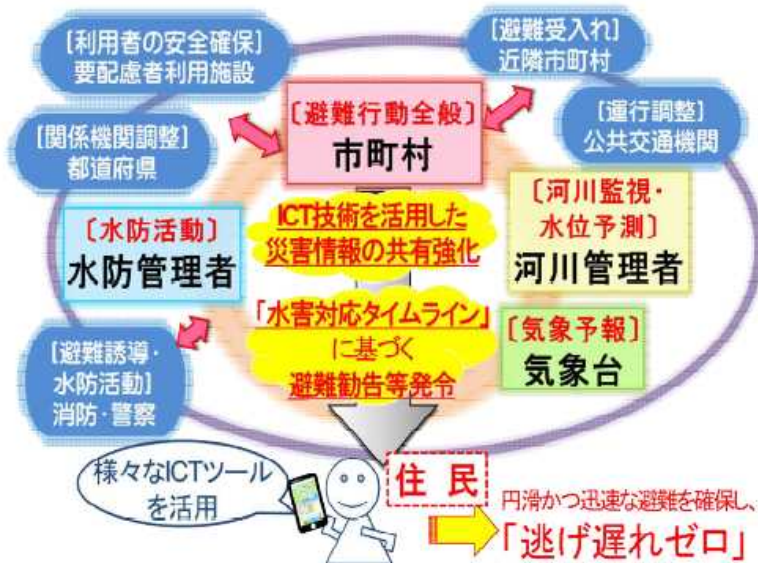 ［利用者の安全確保］
要配慮者利用施設
［避難受入れ］
近隣市町村
［関係機関調整］
都道府県
［避難行動全般］
市町村
［運行調整］
公共交通機関
［水防活動］
水防管理者
ICT技術を活用した
災害情報の共有強化
［河川監視・
水位予測］
河川管理者
「水害対応タイムライン」
に基づく
避難勧告等発令
［気象予報］
気象台
［避難誘導・
水防活動］
消防・警察
様々なICTツール
を活用
住 民
円滑かつ迅速な避難を確保し、
「逃げ遅れゼロ」